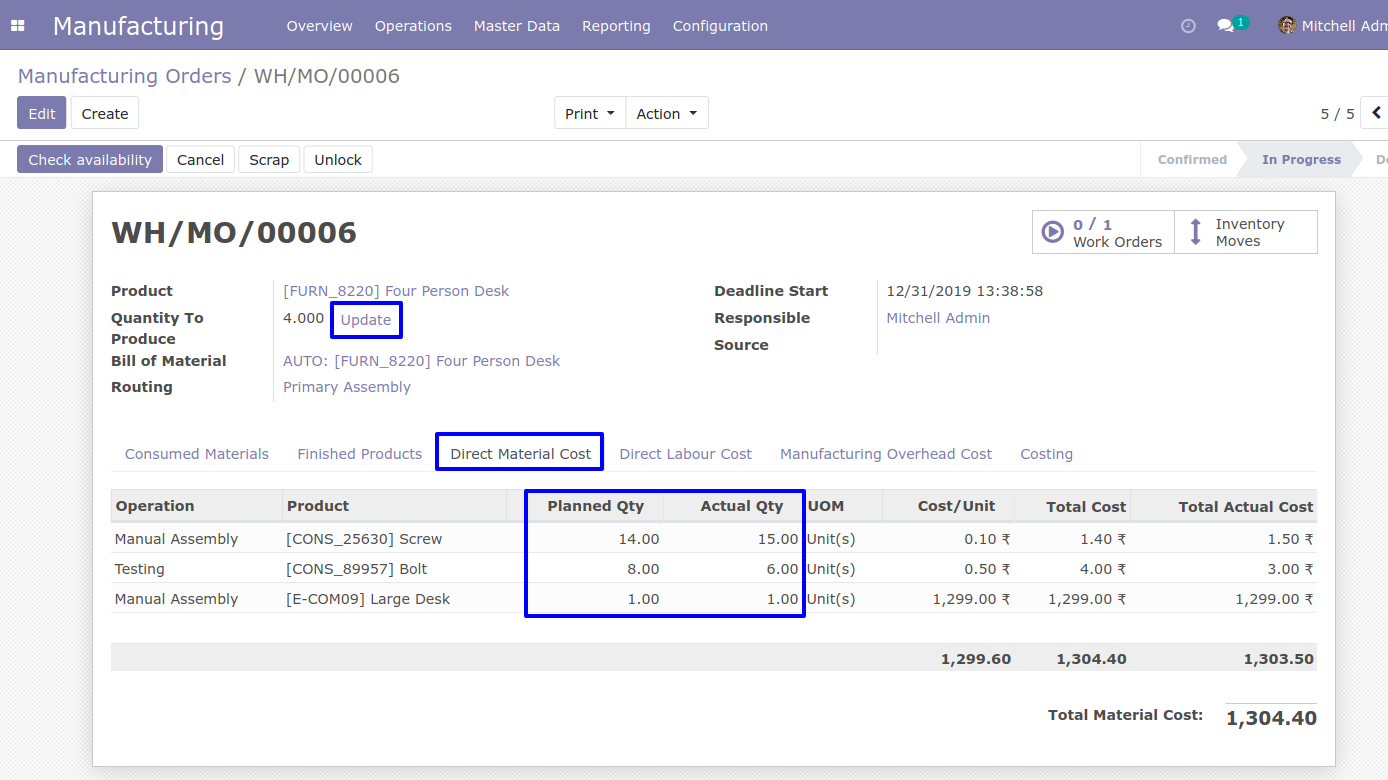 Manufacturing Overview Operations Master Data Reporting Configuration 1 Mitchell Adm
Manufacturing Orders / WH/MO/00006
Edit Create Print Action 5 / 5
Check availability Cancel Scrap Unlock Confirmed In Progress
WH/MO/00006
0 / 1
Work Orders
Inventory
Moves
Product [FURN_8220] Four Person Desk
Quantity To Produce 4.000 Update
Bill of Material AUTO: [FURN_8220] Four Person Desk
Routing Primary Assembly
Deadline Start 12/31/2019 13:38:58
Responsible Mitchell Admin
Source
Consumed Materials Finished Products Direct Material Cost Direct Labour Cost Manufacturing Overhead Cost Costing
Operation Product Planned Qty Actual Qty UOM Cost/Unit Total Cost Total Actual Cost
Manual Assembly [CONS_25630] Screw 14.00 15.00 Unit(s) 0.10 ₹ 1.40 ₹ 1.50 ₹
Testing [CONS_89957] Bolt 8.00 6.00 Unit(s) 0.50 ₹ 4.00 ₹ 3.00 ₹
Manual Assembly [E-COM09] Large Desk 1.00 1.00 Unit(s) 1,299.00 ₹ 1,299.00 ₹ 1,299.00 ₹
1,299.60 1,304.40 1,303.50
Total Material Cost: 1,304.40